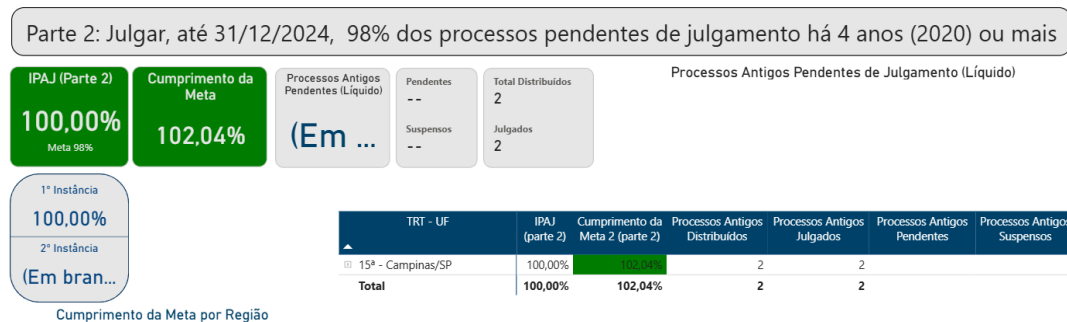 Parte 2: Julgar, até 31/12/2024, 98% dos processos pendentes de julgamento há 4 anos (2020) ou mais
IPAJ (Parte 2)
100,00%
Meta 98%
Cumprimento da
Meta
102,04%
Processos Antigos
Pendentes (Líquido)
(Em ...
Pendentes
--
Suspensos
--
Total Distribuídos
2
Julgados
2
Processos Antigos Pendentes de Julgamento (Líquido)
1ª Instância
100,00%
2ª Instância
(Em bran...
TRT - UF IPAJ (parte 2) Cumprimento da Meta 2 (parte 2) Processos Antigos Distribuídos Processos Antigos Julgados Processos Antigos Pendentes Processos Antigos Suspensos
15ª - Campinas/SP 100,00% 102,04% 2 2
Total 100,00% 102,04% 2 2
Cumprimento da Meta por Região